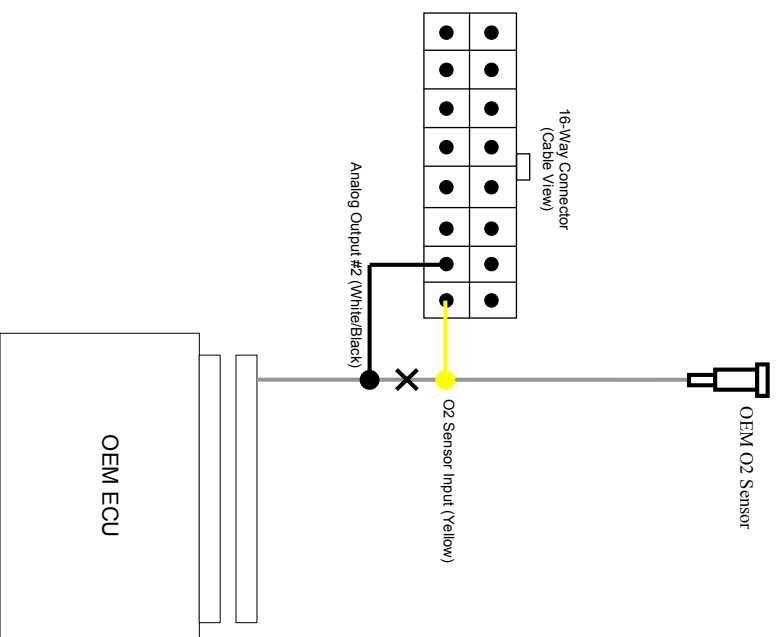 16-Way Connector
(Cable View)
Analog Output #2 (White/Black)
O2 Sensor Input (Yellow)
OEM O2 Sensor
OEM ECU